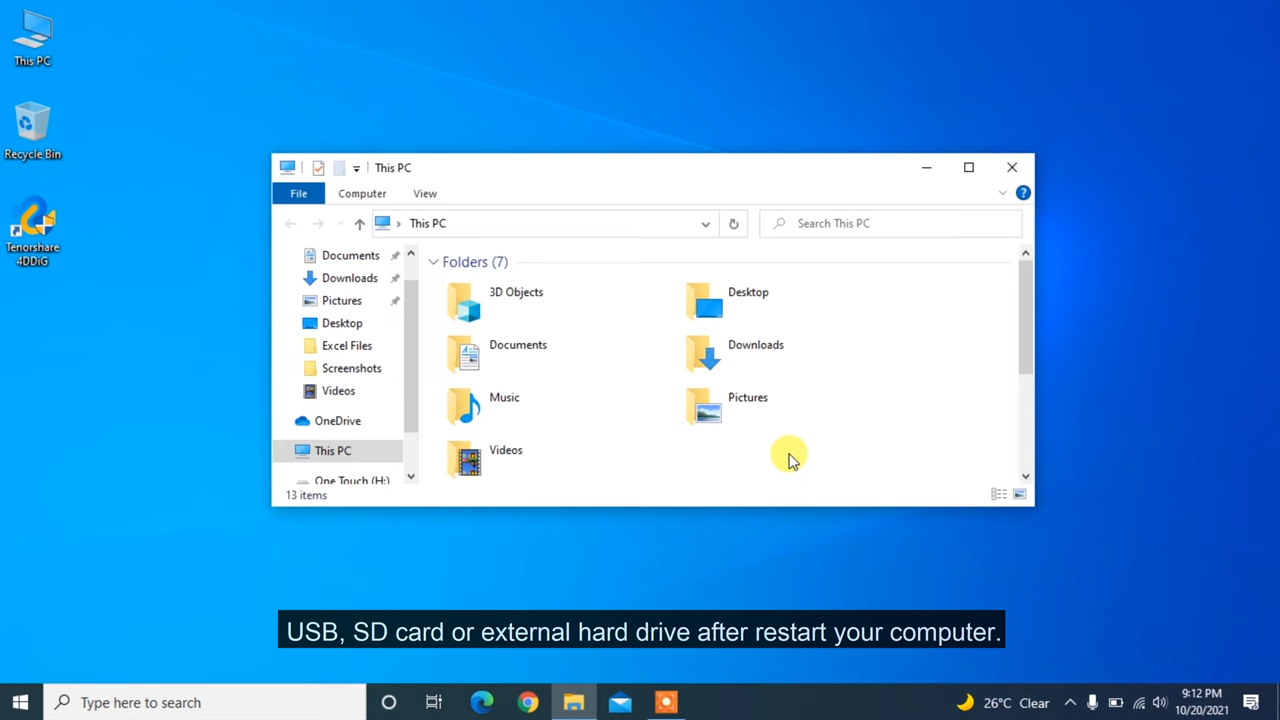 This PC
Recycle Bin
Tenorshare
4DDiG
This PC
File
Computer
View
This PC
Search This PC
Documents
Downloads
Pictures
Desktop
Excel Files
Screenshots
Videos
OneDrive
This PC
One Touch (H:)
Folders (7)
3D Objects
Desktop
Documents
Downloads
Music
Pictures
Videos
13 items
USB, SD card or external hard drive after restart your computer.
Type here to search
26°C Clear
9:12 PM
10/20/2021